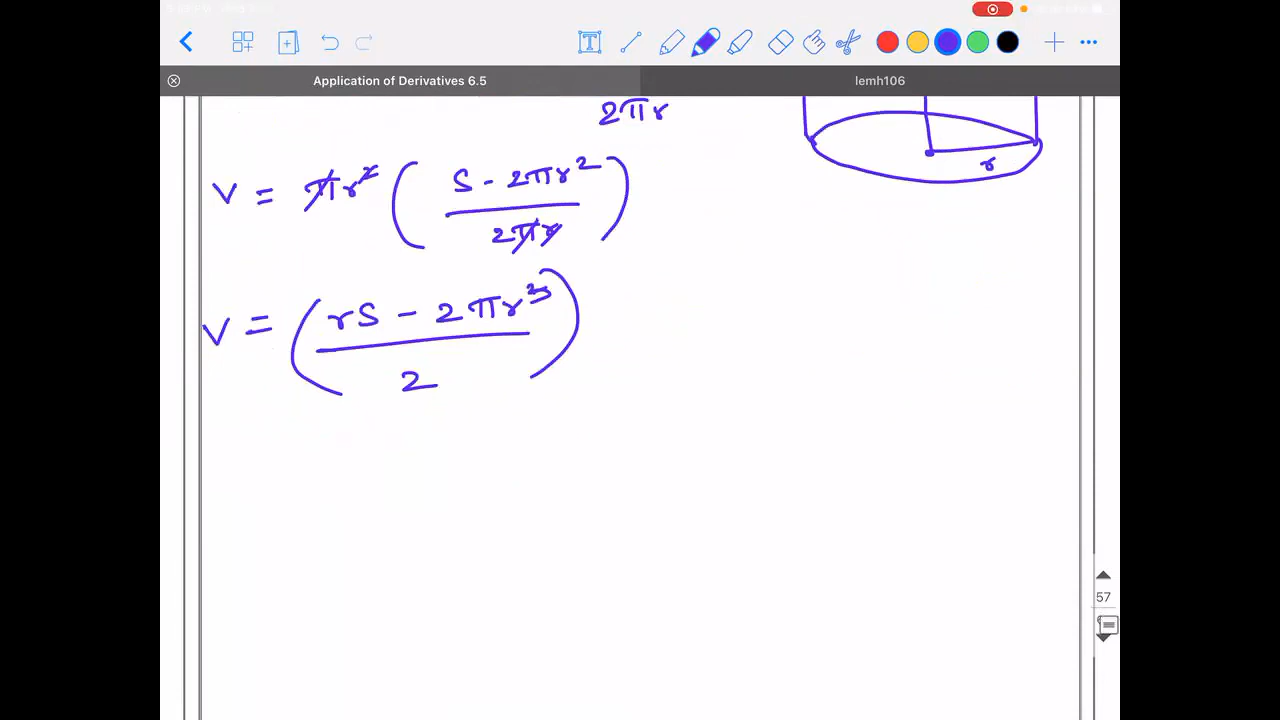 Application of Derivatives 6.5
lemh106
2πr
r
V = πr² ( S - 2πr² / 2πr )
V = ( rS - 2πr³ / 2 )
57